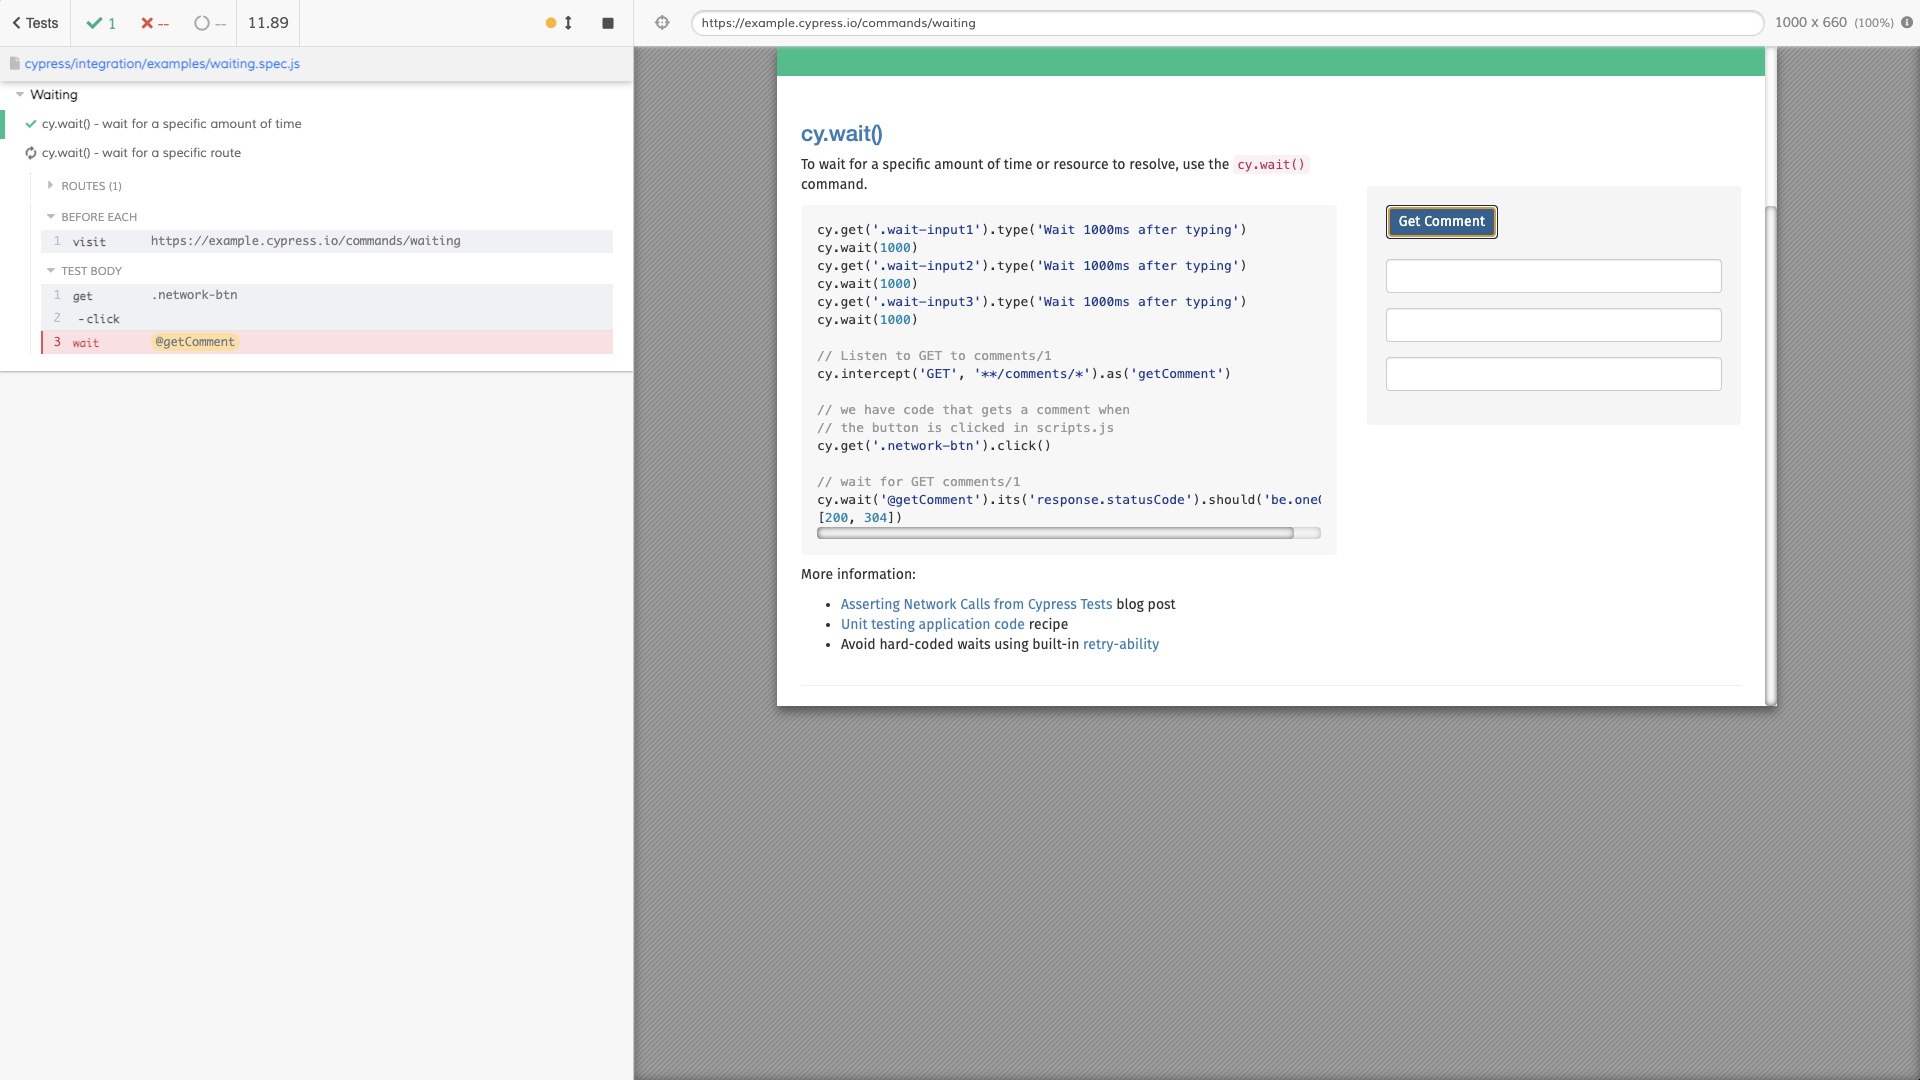 Tests
1
--
--
11.89
https://example.cypress.io/commands/waiting
1000 x 660 (100%)
cypress/integration/examples/waiting.spec.js
Waiting
cy.wait() - wait for a specific amount of time
cy.wait() - wait for a specific route
ROUTES (1)
BEFORE EACH
1 visit https://example.cypress.io/commands/waiting
TEST BODY
1 get .network-btn
2 -click
3 wait @getComment
cy.wait()
To wait for a specific amount of time or resource to resolve, use the cy.wait()
command.
cy.get('.wait-input1').type('Wait 1000ms after typing')
cy.wait(1000)
cy.get('.wait-input2').type('Wait 1000ms after typing')
cy.wait(1000)
cy.get('.wait-input3').type('Wait 1000ms after typing')
cy.wait(1000)
// Listen to GET to comments/1
cy.intercept('GET', '**/comments/*').as('getComment')
// we have code that gets a comment when
// the button is clicked in scripts.js
cy.get('.network-btn').click()
// wait for GET comments/1
cy.wait('@getComment').its('response.statusCode').should('be.one
[200, 304])
More information:
• Asserting Network Calls from Cypress Tests blog post
• Unit testing application code recipe
• Avoid hard-coded waits using built-in retry-ability
Get Comment